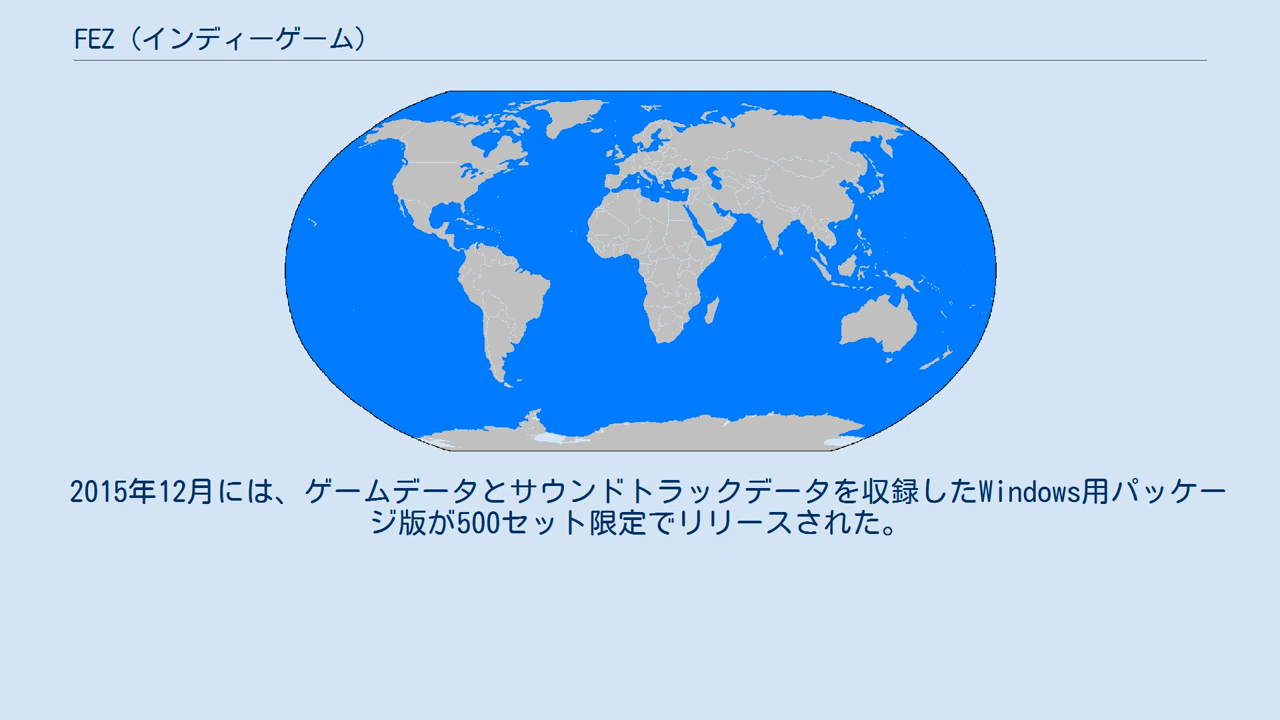 FEZ（インディーゲーム）
2015年12月には、ゲームデータとサウンドトラックデータを収録したWindows用パッケー
ジ版が500セット限定でリリースされた。